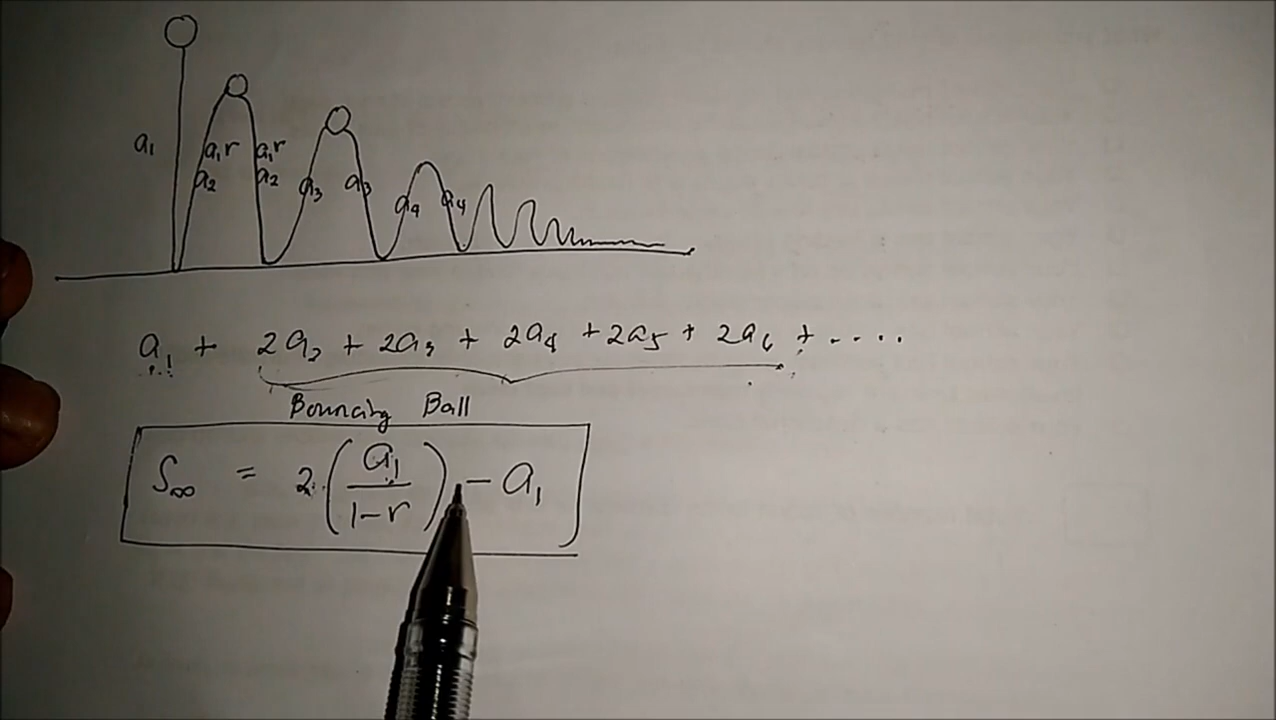 a₁ a₁r a₁r
a₂ a₂ a₃ a₃ a₄ a₄
a₁ + 2a₂ + 2a₃ + 2a₄ + 2a₅ + 2a₆ + ....
Bouncing Ball
S∞ = 2·(a₁/(1-r)) - a₁